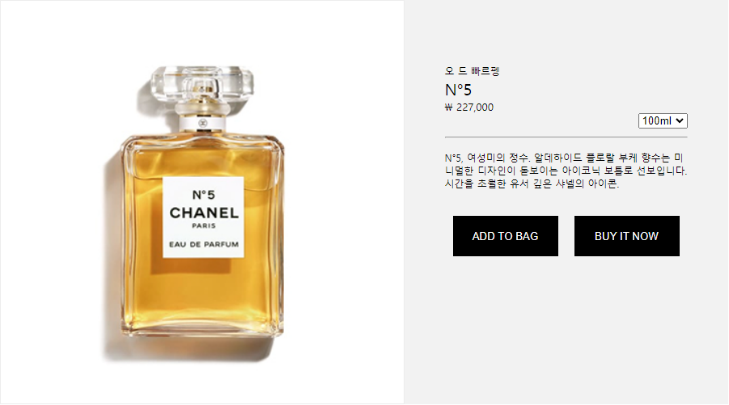 N°5
CHANEL
PARIS
EAU DE PARFUM
오 드 빠르펭
N°5
₩ 227,000
100ml
N°5, 여성미의 정수. 알데하이드 플로랄 부케 향수는 미
니멀한 디자인이 돋보이는 아이코닉 보틀로 선보입니다.
시간을 초월한 유서 깊은 샤넬의 아이콘.
ADD TO BAG
BUY IT NOW